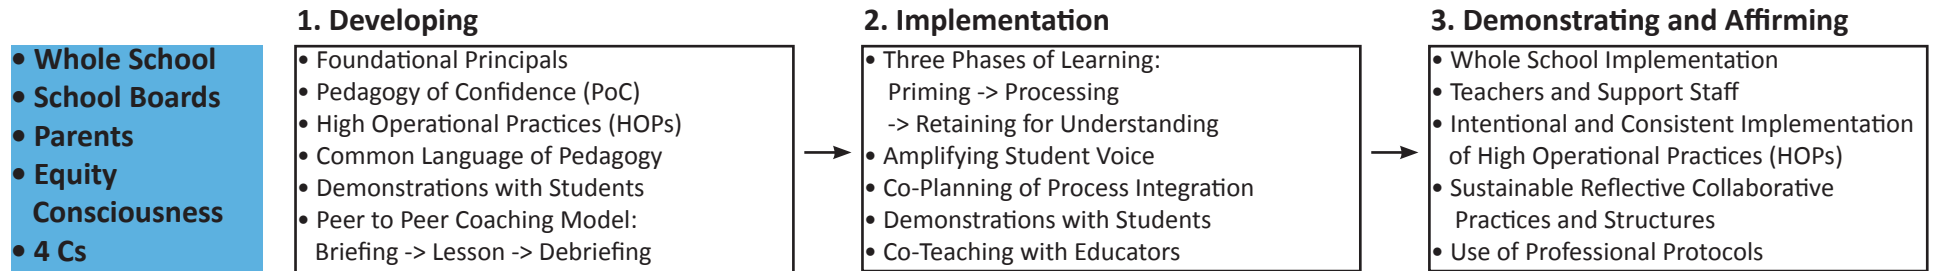 • Whole School
• School Boards
• Parents
• Equity
Consciousness
• 4 Cs
1. Developing
• Foundational Principals
• Pedagogy of Confidence (PoC)
• High Operational Practices (HOPs)
• Common Language of Pedagogy
• Demonstrations with Students
• Peer to Peer Coaching Model:
Briefing -> Lesson -> Debriefing
2. Implementation
• Three Phases of Learning:
Priming -> Processing
-> Retaining for Understanding
• Amplifying Student Voice
• Co-Planning of Process Integration
• Demonstrations with Students
• Co-Teaching with Educators
3. Demonstrating and Affirming
• Whole School Implementation
• Teachers and Support Staff
• Intentional and Consistent Implementation
of High Operational Practices (HOPs)
• Sustainable Reflective Collaborative
Practices and Structures
• Use of Professional Protocols